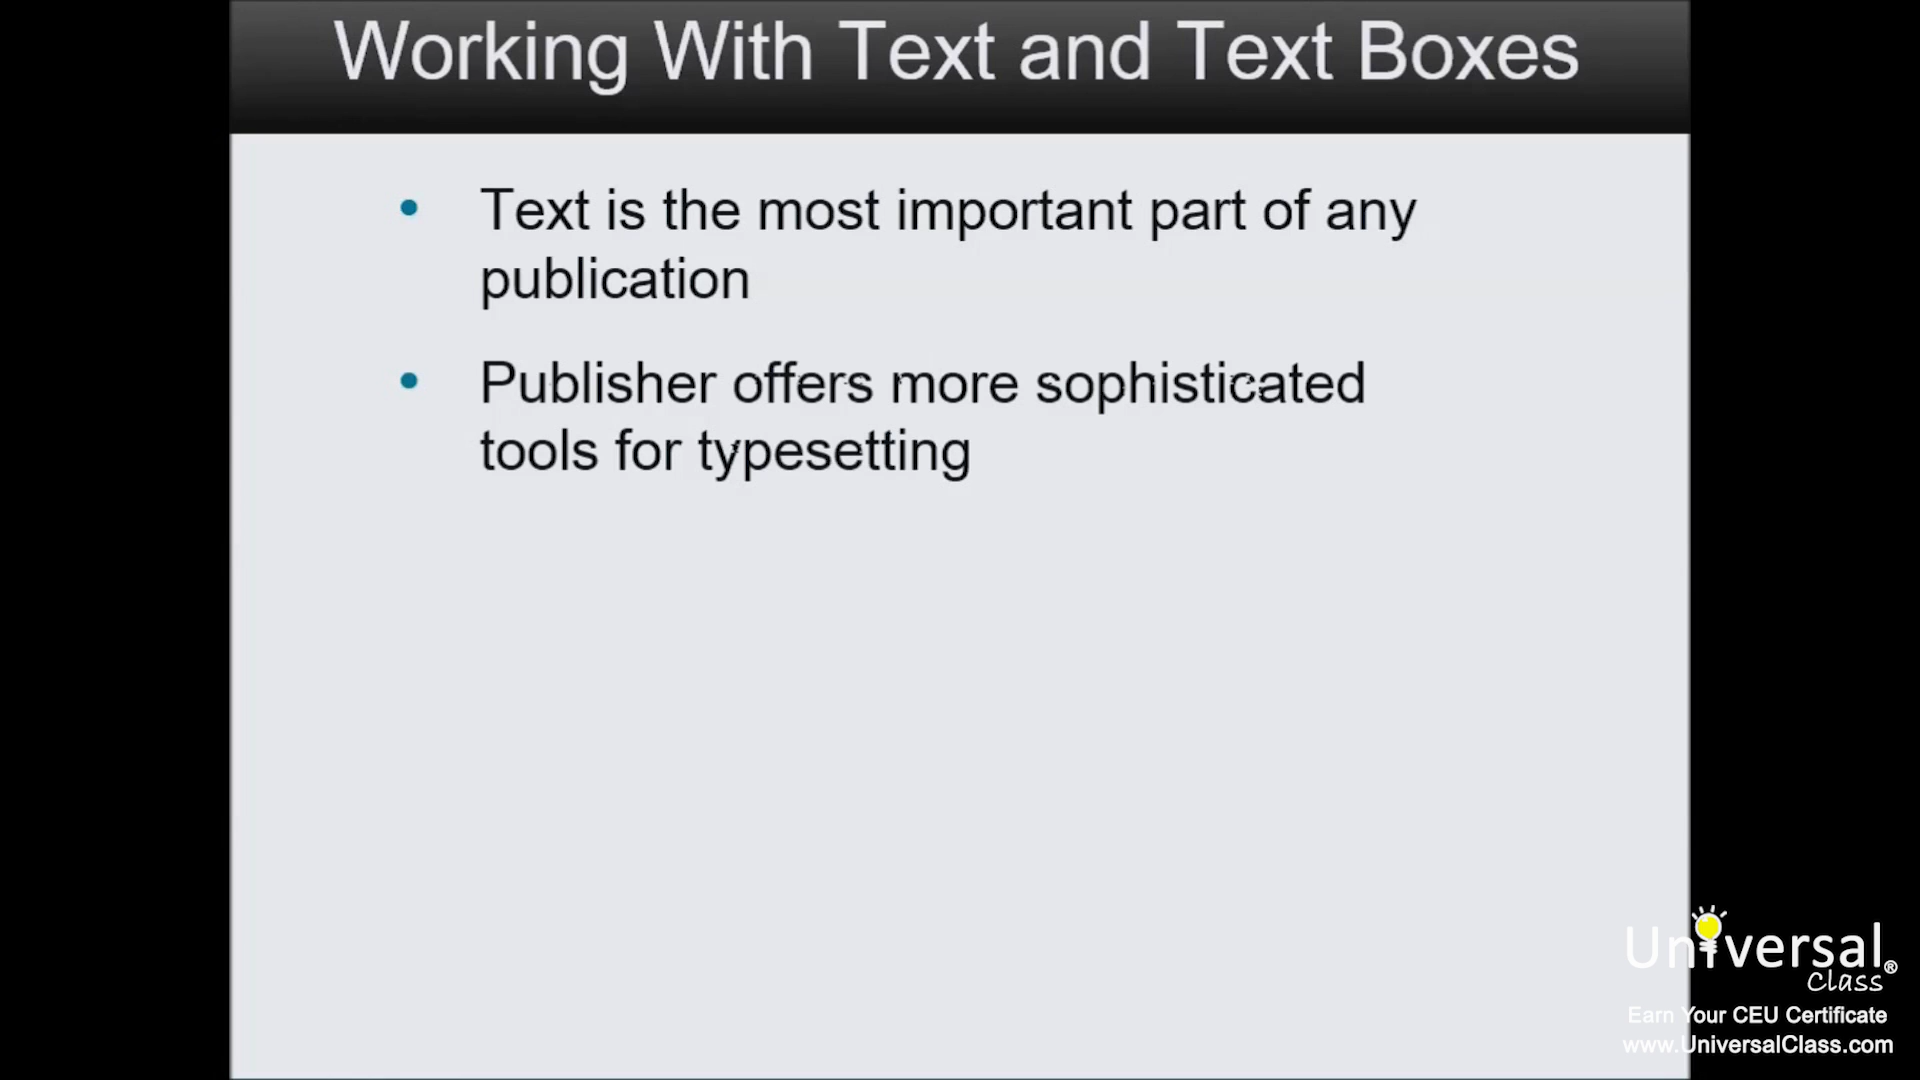 Working With Text and Text Boxes
• Text is the most important part of any
publication
• Publisher offers more sophisticated
tools for typesetting
Universal®
Class
Earn Your CEU Certificate
www.UniversalClass.com